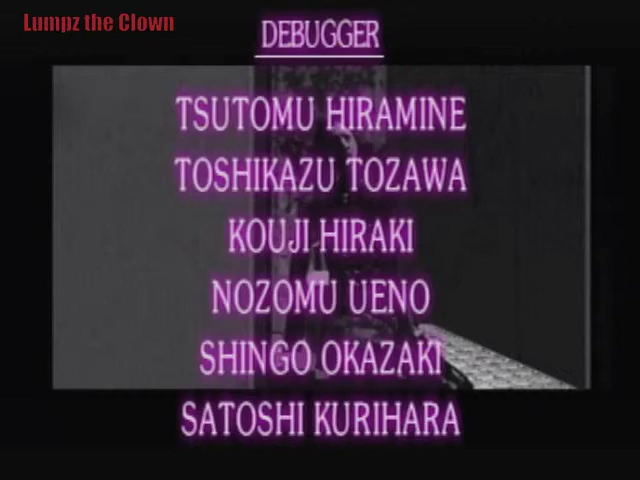 Lumpz the Clown
DEBUGGER
TSUTOMU HIRAMINE
TOSHIKAZU TOZAWA
KOUJI HIRAKI
NOZOMU UENO
SHINGO OKAZAKI
SATOSHI KURIHARA